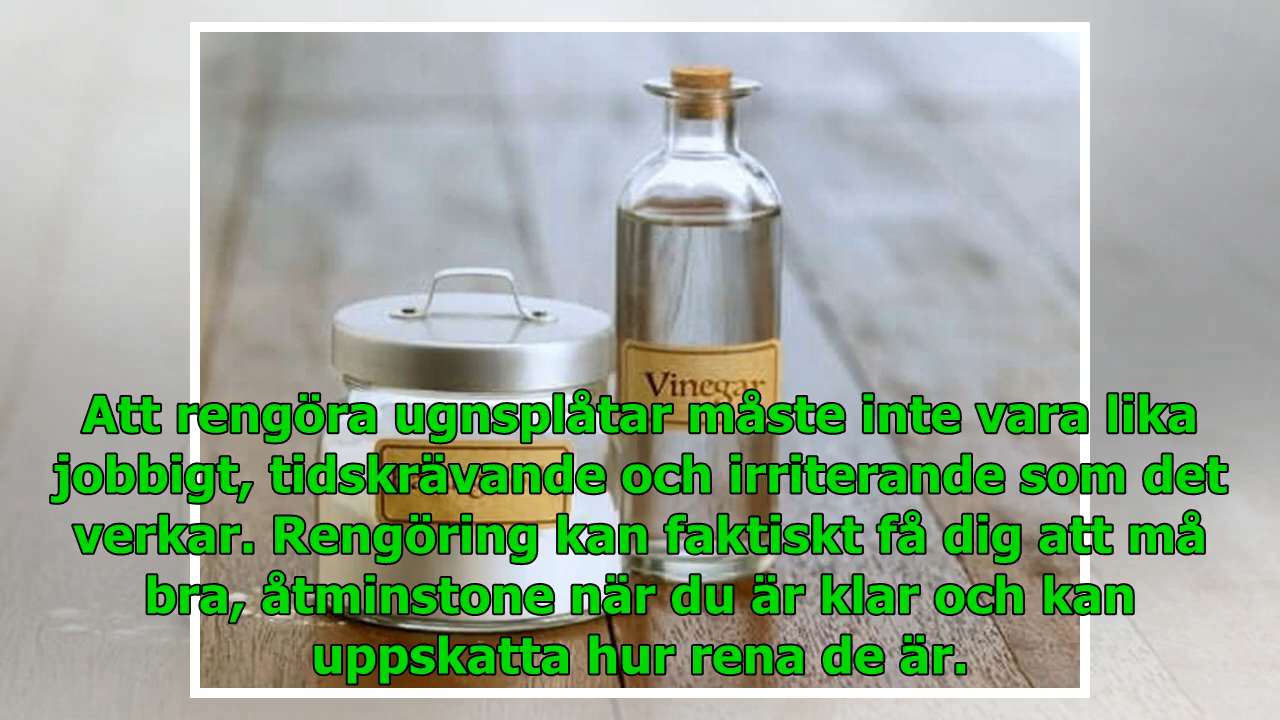 Vinegar
Att rengöra ugnsplåtar måste inte vara lika
jobbigt, tidskrävande och irriterande som det
verkar. Rengöring kan faktiskt få dig att må
bra, åtminstone när du är klar och kan
uppskatta hur rena de är.